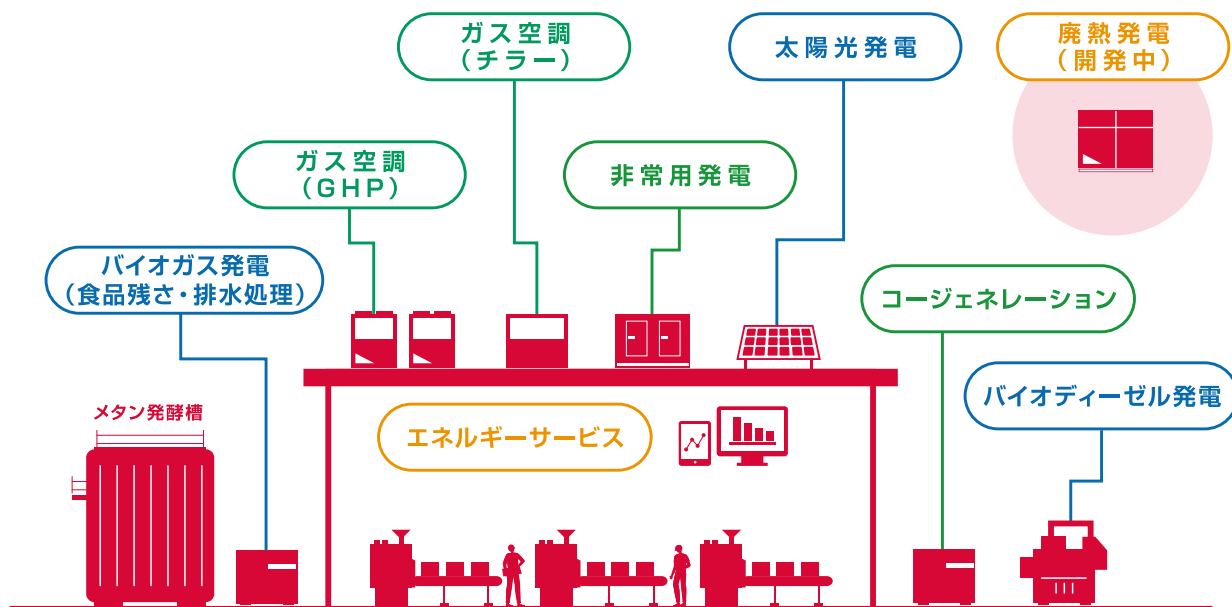 ガス空調
（チラー）
太陽光発電
廃熱発電
（開発中）
ガス空調
（GHP）
非常用発電
バイオガス発電
（食品残さ・排水処理）
コージェネレーション
バイオディーゼル発電
メタン発酵槽
エネルギーサービス